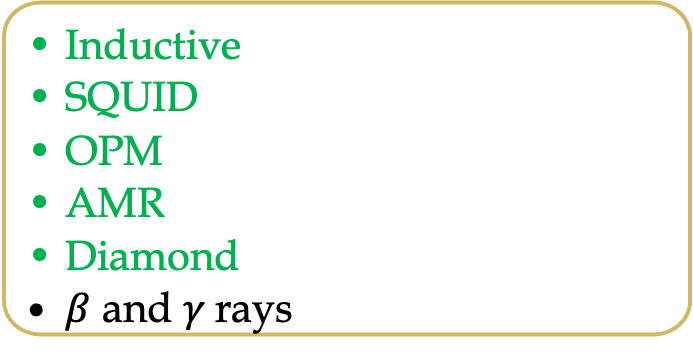 • Inductive
• SQUID
• OPM
• AMR
• Diamond
• β and γ rays